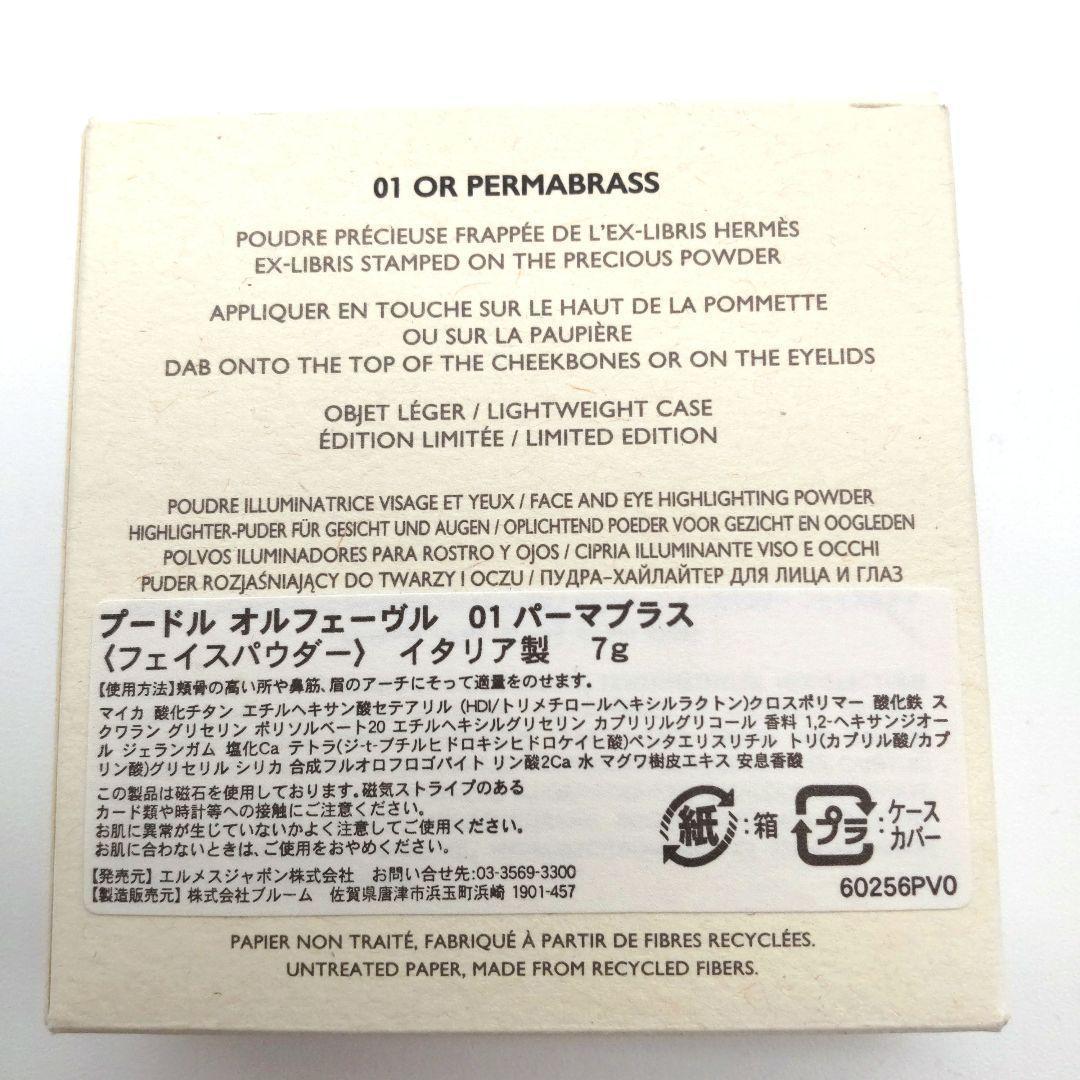 01 OR PERMABRASS
POUDRE PRÉCIEUSE FRAPPÉE DE L'EX-LIBRIS HERMÈS
EX-LIBRIS STAMPED ON THE PRECIOUS POWDER
APPLIQUER EN TOUCHE SUR LE HAUT DE LA POMMETTE
OU SUR LA PAUPIÈRE
DAB ONTO THE TOP OF THE CHEEKBONES OR ON THE EYELIDS
OBJET LÉGER / LIGHTWEIGHT CASE
ÉDITION LIMITÉE / LIMITED EDITION
POUDRE ILLUMINATRICE VISAGE ET YEUX / FACE AND EYE HIGHLIGHTING POWDER
HIGHLIGHTER-PUDER FÜR GESICHT UND AUGEN / OPLICHTEND POEDER VOOR GEZICHT EN OOGLEDEN
POLVOS ILUMINADORES PARA ROSTRO Y OJOS / CIPRIA ILLUMINANTE VISO E OCCHI
PUDER ROZJAŚNIAJĄCY DO TWARZY I OCZU / ПУДРА-ХАЙЛАЙТЕР ДЛЯ ЛИЦА И ГЛАЗ
プードル オルフェーヴル 01 パーマブラス
〈フェイスパウダー〉 イタリア製 7g
【使用方法】頬骨の高い所や鼻筋、眉のアーチにそって適量をのせます。
マイカ 酸化チタン エチルヘキサン酸セテアリル (HDI/トリメチロールヘキシルラクトン)クロスポリマー 酸化鉄 ス
クワラン グリセリン ポリソルベート20 エチルヘキシルグリセリン カプリリルグリコール 香料 1,2-ヘキサンジオー
ル ジェランガム 塩化Ca テトラ(ジ-t-ブチルヒドロキシヒドロケイヒ酸)ペンタエリスリチル トリ(カプリル酸/カプ
リン酸)グリセリル シリカ 合成フルオロフロゴパイト リン酸2Ca 水 マグワ樹皮エキス 安息香酸
この製品は磁石を使用しております。磁気ストライプのある
カード類や時計等への接触にご注意ください。
お肌に異常が生じていないかよく注意してご使用ください。
お肌に合わないときは、ご使用をおやめください。
紙:箱 プラ:ケース
カバー
【発売元】 エルメスジャポン株式会社 お問い合せ先:03-3569-3300
【製造販売元】 株式会社ブルーム 佐賀県唐津市浜玉町浜崎 1901-457
60256PV0
PAPIER NON TRAITÉ, FABRIQUÉ À PARTIR DE FIBRES RECYCLÉES.
UNTREATED PAPER, MADE FROM RECYCLED FIBERS.